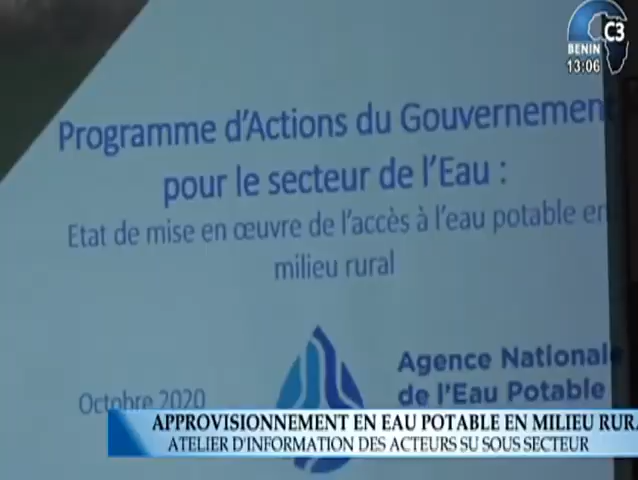 C3
BENIN
13:06
Programme d'Actions du Gouvernemen
pour le secteur de l'Eau :
Etat de mise en œuvre de l'accès à l'eau potable en
milieu rural
Agence Nationale
de l'Eau Potable
Octobre 2020
APPROVISIONNEMENT EN EAU POTABLE EN MILIEU RURA
ATELIER D'INFORMATION DES ACTEURS SU SOUS SECTEUR